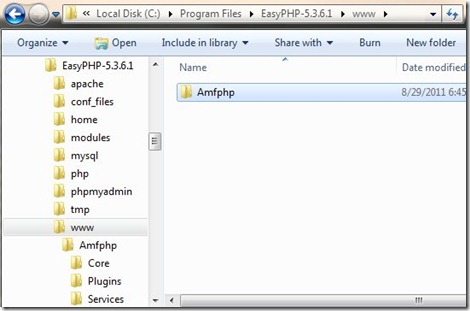 Local Disk (C:) Program Files EasyPHP-5.3.6.1 www
Organize Open Include in library Share with Burn New folder
EasyPHP-5.3.6.1
apache
conf_files
home
modules
mysql
php
phpmyadmin
tmp
www
Amfphp
Core
Plugins
Services
Name Date modified
Amfphp 8/29/2011 6:45